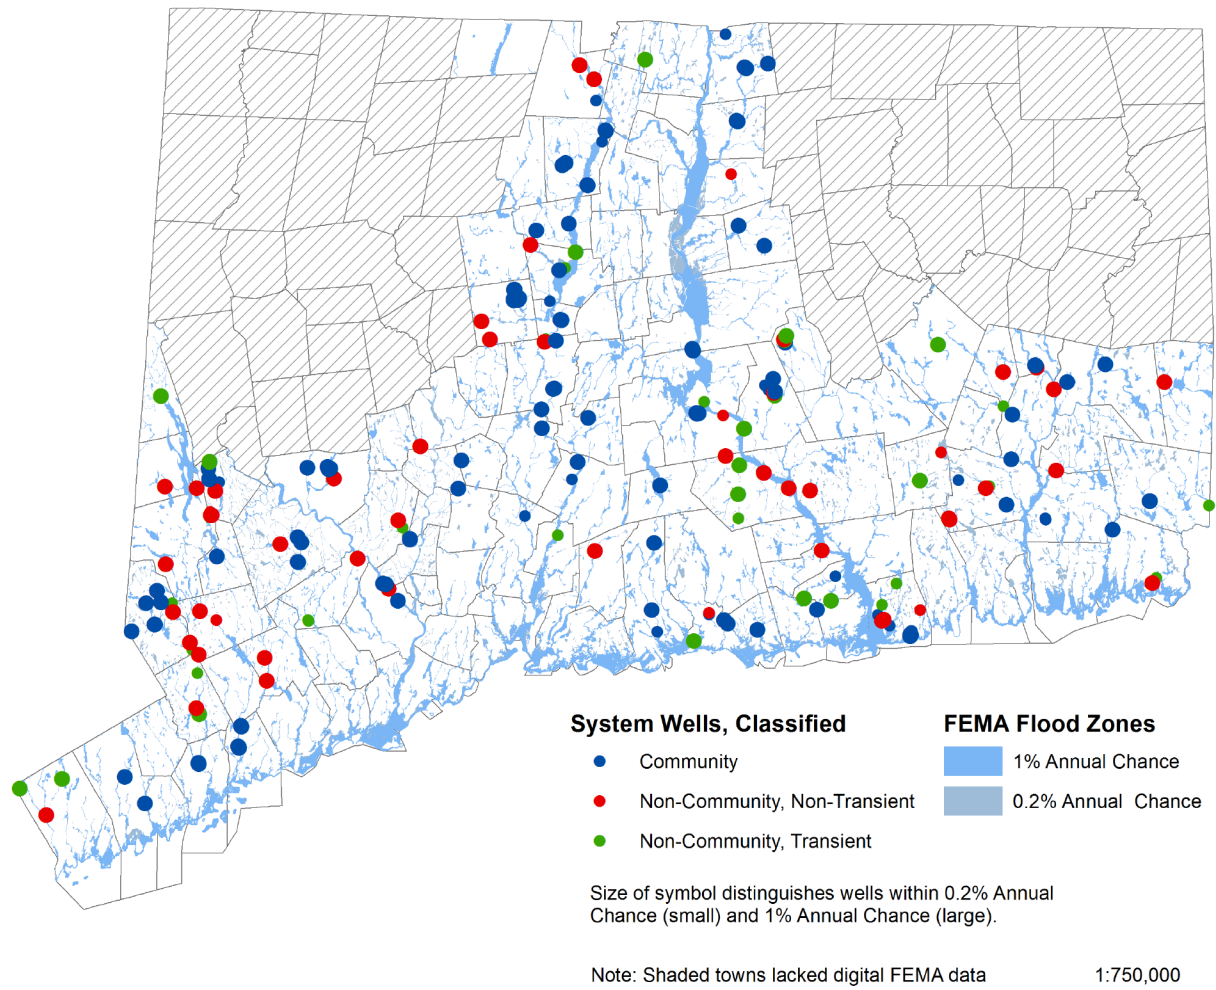 System Wells, Classified
Community
Non-Community, Non-Transient
Non-Community, Transient
FEMA Flood Zones
1% Annual Chance
0.2% Annual Chance
Size of symbol distinguishes wells within 0.2% Annual
Chance (small) and 1% Annual Chance (large).
Note: Shaded towns lacked digital FEMA data
1:750,000